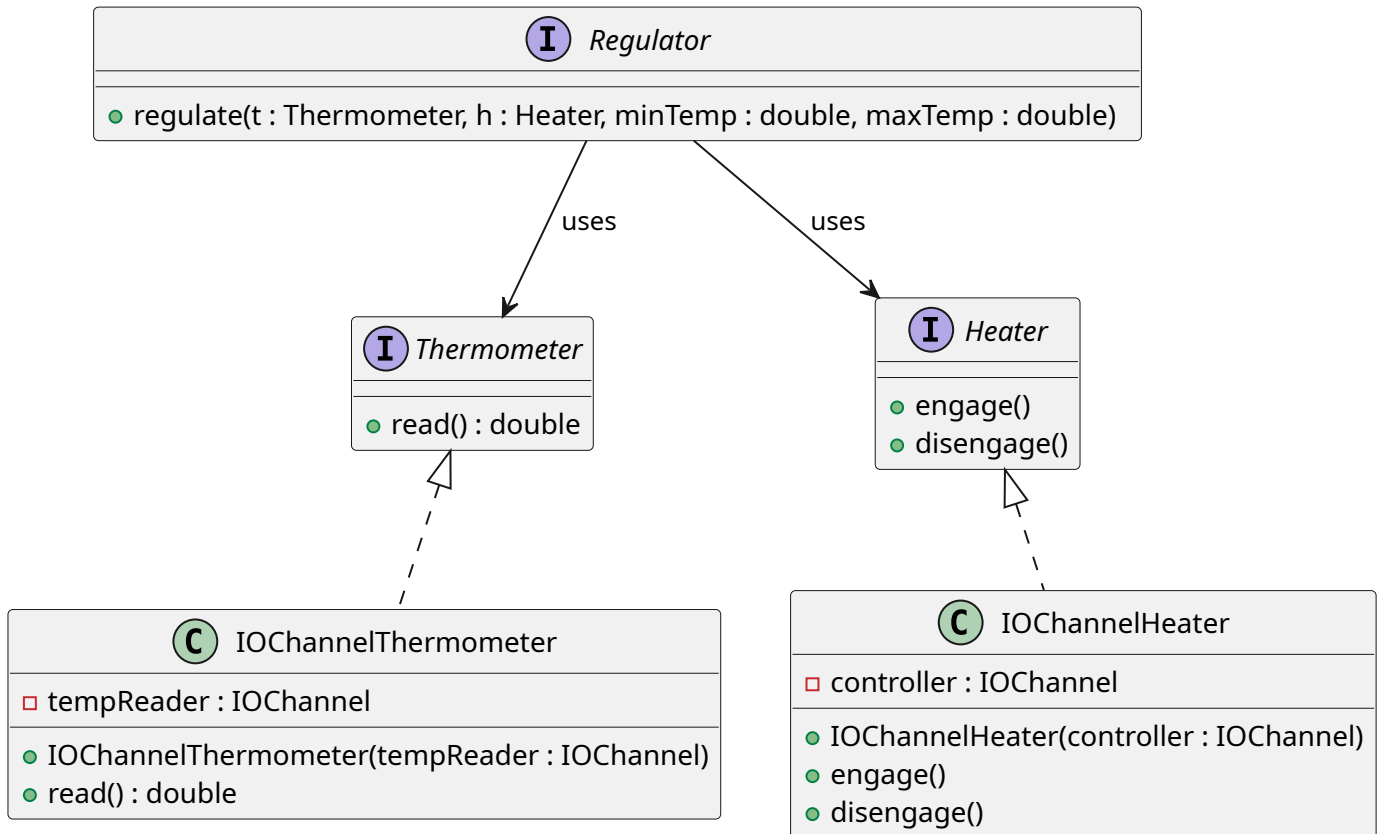 I Regulator
regulate(t : Thermometer, h : Heater, minTemp : double, maxTemp : double)
uses
uses
I Thermometer
read() : double
I Heater
engage()
disengage()
C IOChannelThermometer
tempReader : IOChannel
IOChannelThermometer(tempReader : IOChannel)
read() : double
C IOChannelHeater
controller : IOChannel
IOChannelHeater(controller : IOChannel)
engage()
disengage()